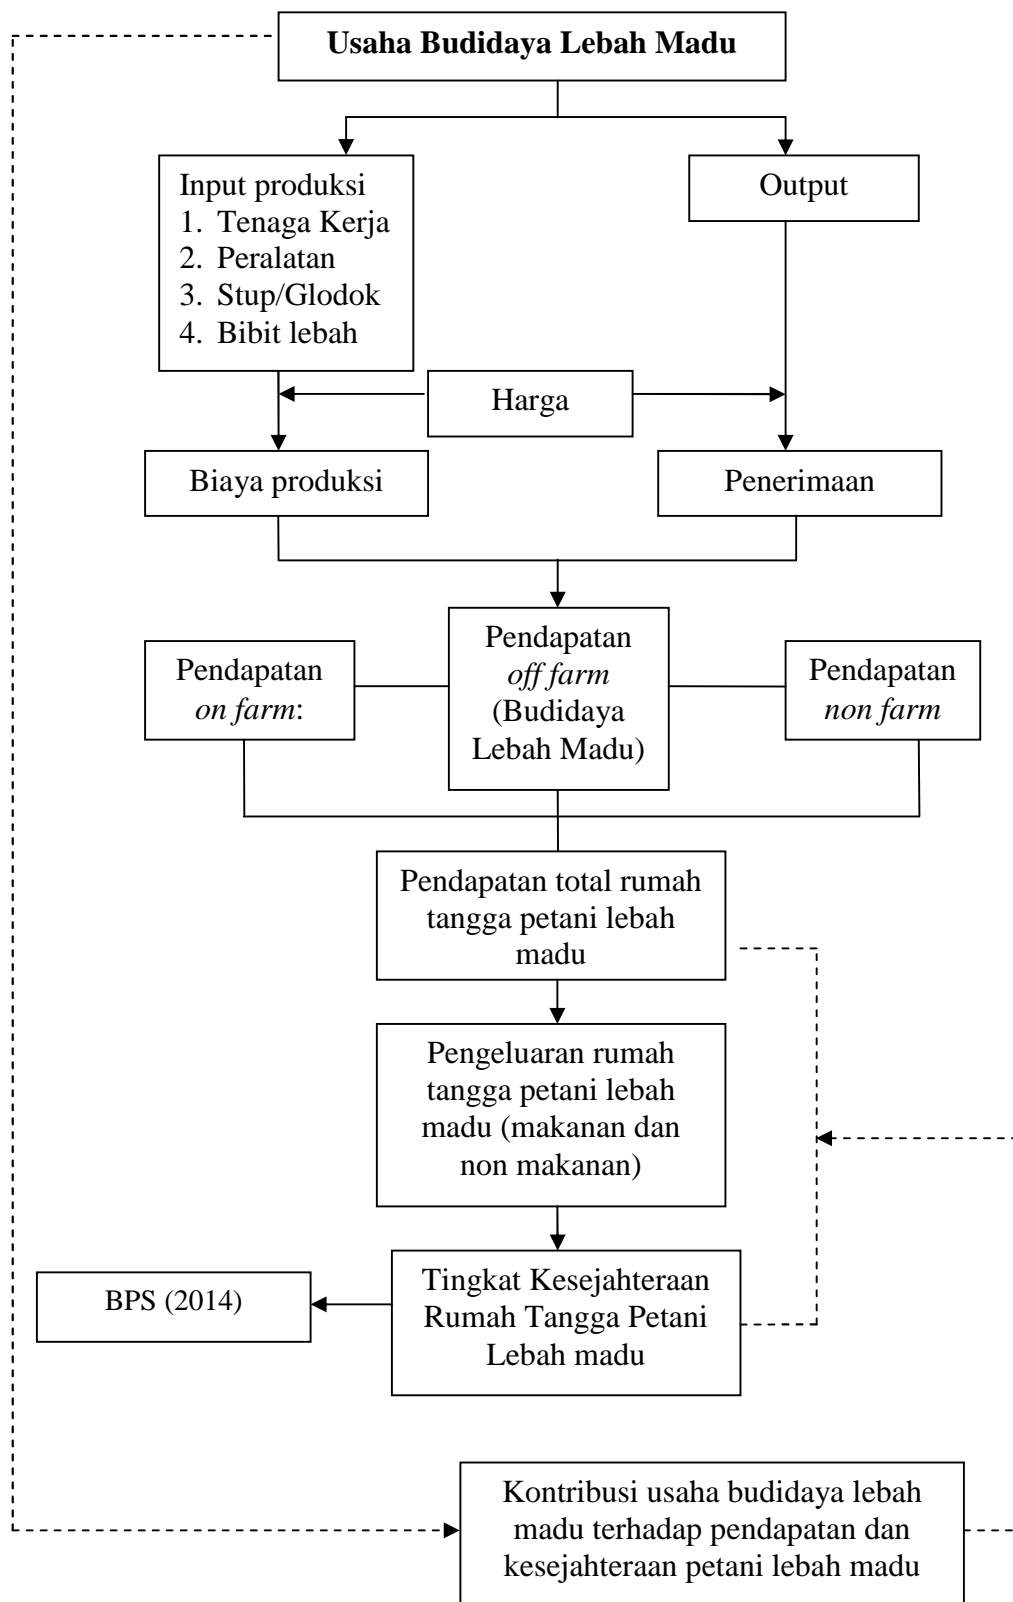 Usaha Budidaya Lebah Madu
Input produksi
1. Tenaga Kerja
2. Peralatan
3. Stup/Glodok
4. Bibit lebah
Output
Harga
Biaya produksi
Penerimaan
Pendapatan
on farm:
Pendapatan
off farm
(Budidaya
Lebah Madu)
Pendapatan
non farm
Pendapatan total rumah
tangga petani lebah
madu
Pengeluaran rumah
tangga petani lebah
madu (makanan dan
non makanan)
BPS (2014)
Tingkat Kesejahteraan
Rumah Tangga Petani
Lebah madu
Kontribusi usaha budidaya lebah
madu terhadap pendapatan dan
kesejahteraan petani lebah madu